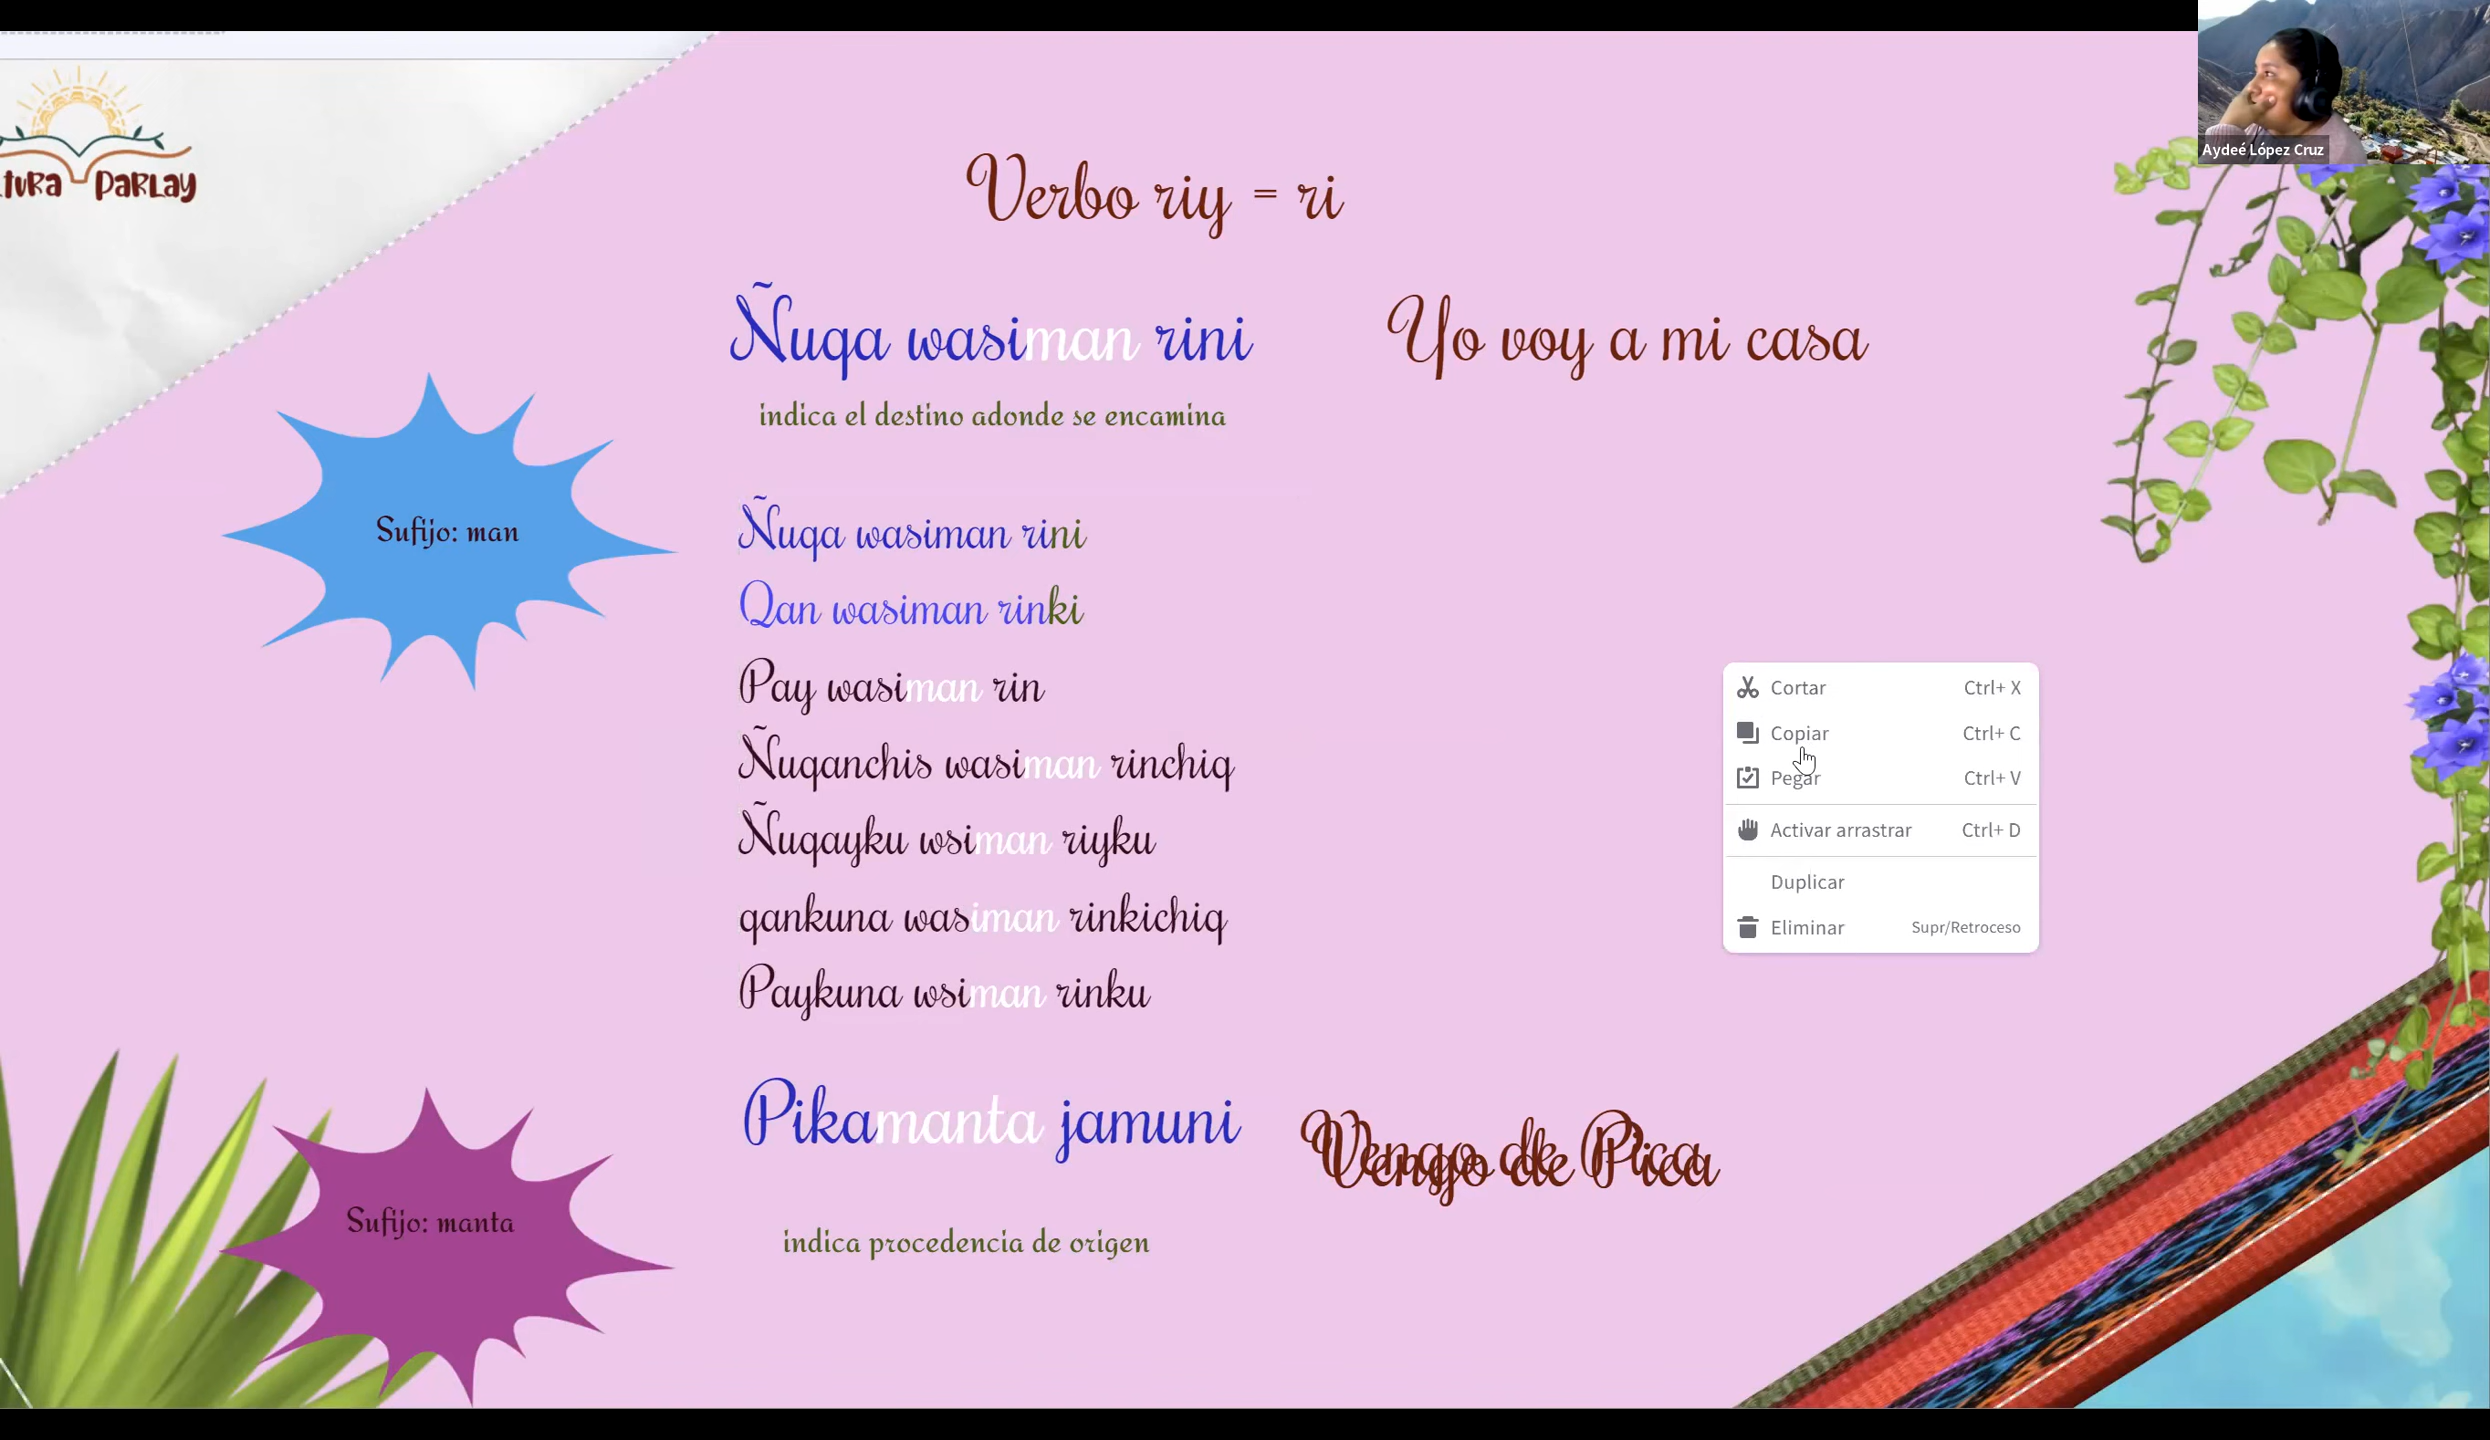 tuRa PaRLay
Aydeé López Cruz
Verbo riy = ri
Ñuqa wasiman rini
Yo voy a mi casa
indica el destino adonde se encamina
Sufijo: man
Ñuqa wasiman rini
Qan wasiman rinki
Pay wasiman rin
Ñuqanchis wasiman rinchiq
Ñuqayku wsiman riyku
qankuna wasiman rinkichiq
Paykuna wsiman rinku
Cortar Ctrl+ X
Copiar Ctrl+ C
Pegar Ctrl+ V
Activar arrastrar Ctrl+ D
Duplicar
Eliminar Supr/Retroceso
Pikamanta jamuni
Vengo de Pica
Vengo de Pica
Sufijo: manta
indica procedencia de origen